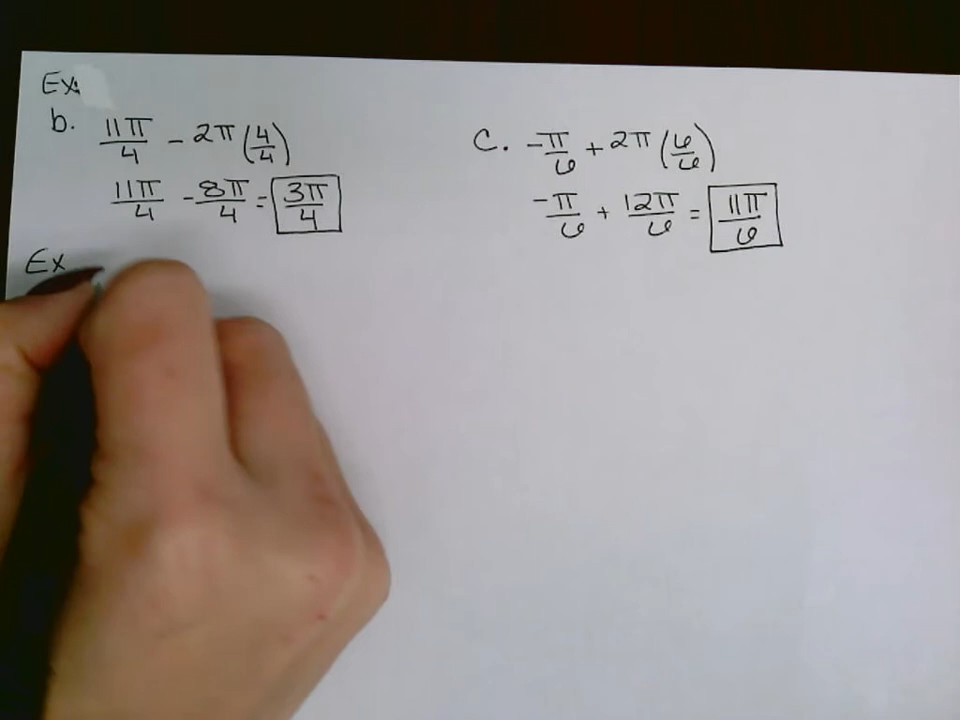 Ex.
b. 11π/4 - 2π (4/4)
11π/4 - 8π/4 = 3π/4
c. -π/6 + 2π (6/6)
-π/6 + 12π/6 = 11π/6
Ex